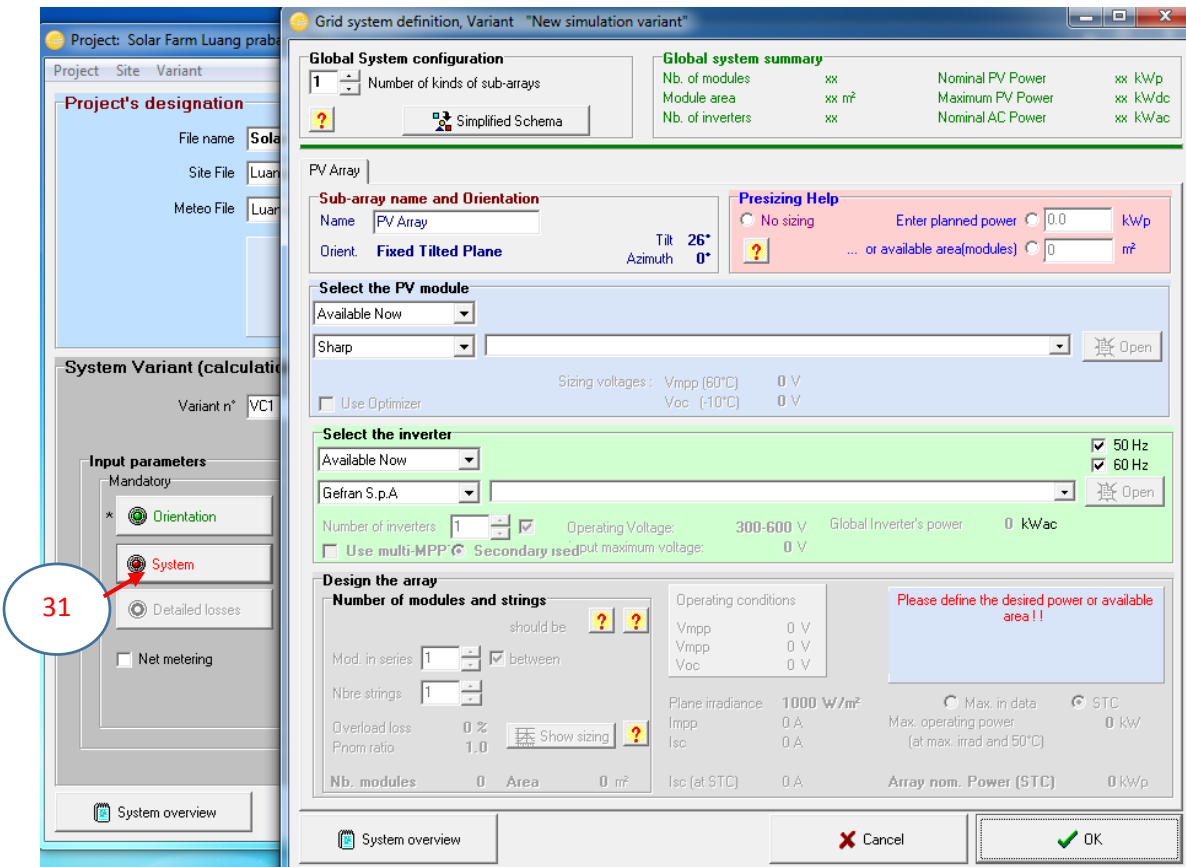 Project: Solar Farm Luang praba
Project Site Variant
Project's designation
File name Sola
Site File Luan
Meteo File Luar
System Variant (calculatio
Variant n° VC1
Input parameters
Mandatory
* Orientation
System
31
Detailed losses
Net metering
System overview
Grid system definition, Variant "New simulation variant"
Global System configuration
1 Number of kinds of sub-arrays
? Simplified Schema
Global system summary
Nb. of modules xx Nominal PV Power xx kWp
Module area xx m² Maximum PV Power xx kWdc
Nb. of inverters xx Nominal AC Power xx kWac
PV Array
Sub-array name and Orientation
Name PV Array
Orient. Fixed Tilted Plane
Tilt 26°
Azimuth 0°
Presizing Help
No sizing Enter planned power 0.0 kWp
? ... or available area(modules) 0 m²
Select the PV module
Available Now
Sharp Open
Sizing voltages : Vmpp (60°C) 0 V
Use Optimizer Voc (-10°C) 0 V
Select the inverter
Available Now
50 Hz
60 Hz
Gefran S.p.A Open
Number of inverters 1 Operating Voltage: 300-600 V Global Inverter's power 0 kWac
Use multi-MPP Secondary used input maximum voltage: 0 V
Design the array
Number of modules and strings
should be ? ?
Mod. in series 1 between
Nbre strings 1
Overload loss 0 %
Pnom ratio 1.0
Show sizing ?
Nb. modules 0 Area 0 m²
Operating conditions
Vmpp 0 V
Vmpp 0 V
Voc 0 V
Plane irradiance 1000 W/m²
Impp 0 A
Isc 0 A
Isc (at STC) 0 A
Please define the desired power or available
area ! !
Max. in data STC
Max. operating power 0 kW
(at max. irrad and 50°C)
Array nom. Power (STC) 0 kWp
System overview Cancel OK